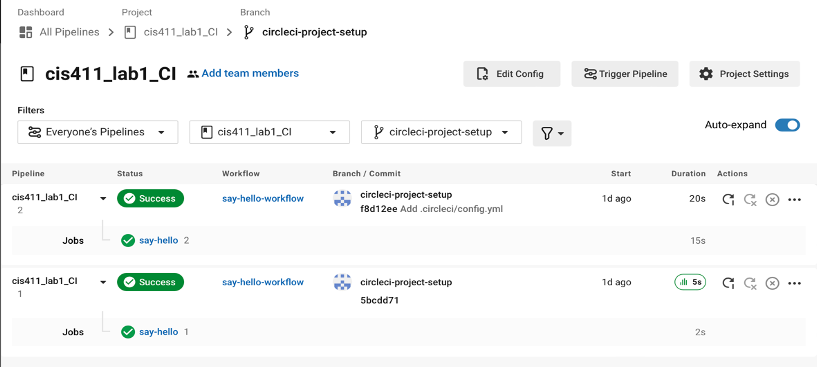 Dashboard Project Branch
All Pipelines cis411_lab1_CI circleci-project-setup
cis411_lab1_CI Add team members Edit Config Trigger Pipeline Project Settings
Filters
Everyone's Pipelines cis411_lab1_CI circleci-project-setup Auto-expand
Pipeline Status Workflow Branch / Commit Start Duration Actions
cis411_lab1_CI Success say-hello-workflow circleci-project-setup 1d ago 20s
2 f8d12ee Add .circleci/config.yml
Jobs say-hello 2 15s
cis411_lab1_CI Success say-hello-workflow circleci-project-setup 1d ago 5s
1 5bcdd71
Jobs say-hello 1 2s